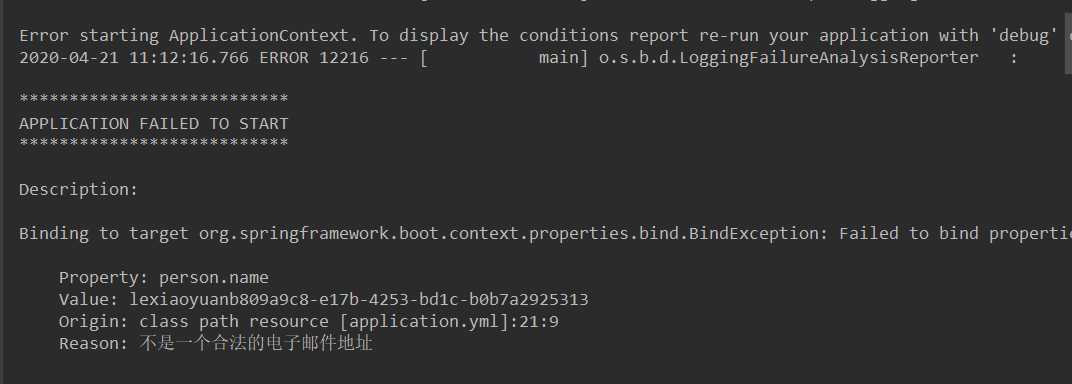 Error starting ApplicationContext. To display the conditions report re-run your application with 'debug'
2020-04-21 11:12:16.766 ERROR 12216 --- [           main] o.s.b.d.LoggingFailureAnalysisReporter   :
***************************
APPLICATION FAILED TO START
***************************
Description:
Binding to target org.springframework.boot.context.properties.bind.BindException: Failed to bind properti
Property: person.name
Value: lexiaoyuanb809a9c8-e17b-4253-bd1c-b0b7a2925313
Origin: class path resource [application.yml]:21:9
Reason: 不是一个合法的电子邮件地址